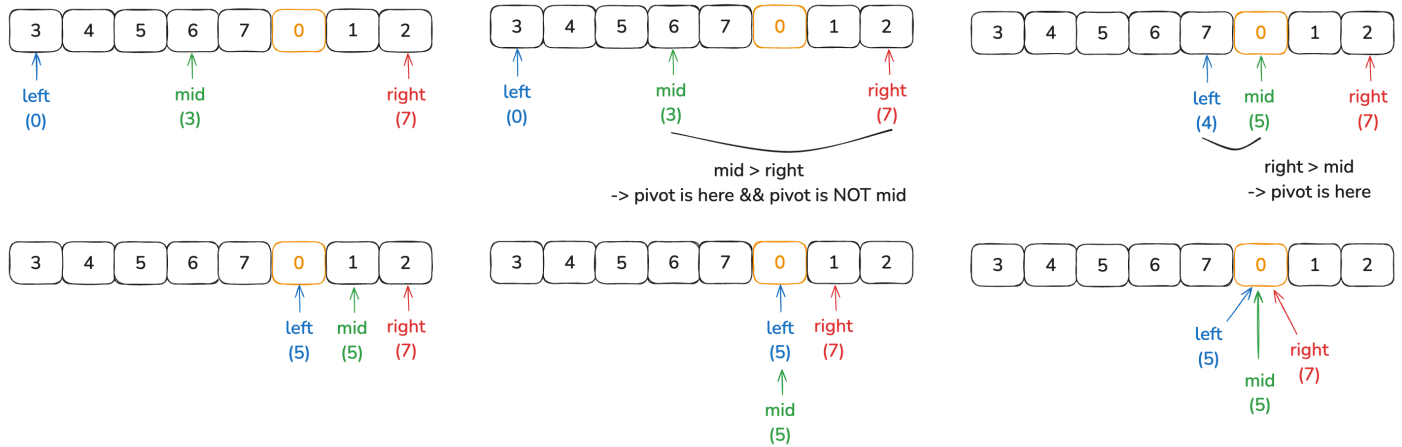 3 4 5 6 7 0 1 2
left mid right
(0) (3) (7)
3 4 5 6 7 0 1 2
left mid right
(0) (3) (7)
mid > right
-> pivot is here && pivot is NOT mid
3 4 5 6 7 0 1 2
left mid right
(4) (5) (7)
right > mid
-> pivot is here
3 4 5 6 7 0 1 2
left mid right
(5) (5) (7)
3 4 5 6 7 0 1 2
left right
(5) (7)
mid
(5)
3 4 5 6 7 0 1 2
left
(5)
right
(7)
mid
(5)